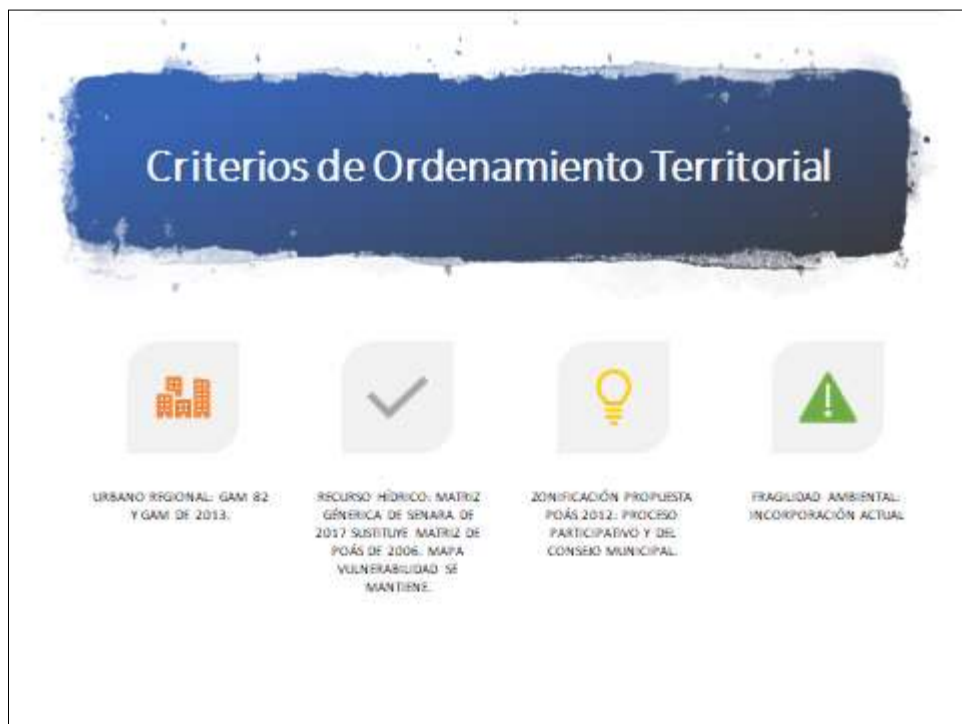 Criterios de Ordenamiento Territorial
URBANO REGIONAL: GAM 82
Y GAM DE 2013.
RECURSO HÍDRICO: MATRIZ
GÉNERICA DE SENARA DE
2017 SUSTITUYE MATRIZ DE
POÁS DE 2006. MAPA
VULNERABILIDAD SE
MANTIENE.
ZONIFICACIÓN PROPUESTA
POÁS 2012: PROCESO
PARTICIPATIVO Y DEL
CONSEJO MUNICIPAL.
FRAGILIDAD AMBIENTAL:
INCORPORACIÓN ACTUAL